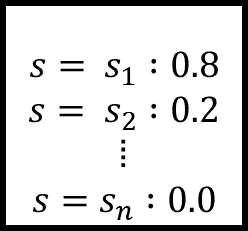 s = s₁ : 0.8
s = s₂ : 0.2
⋮
s = sₙ : 0.0